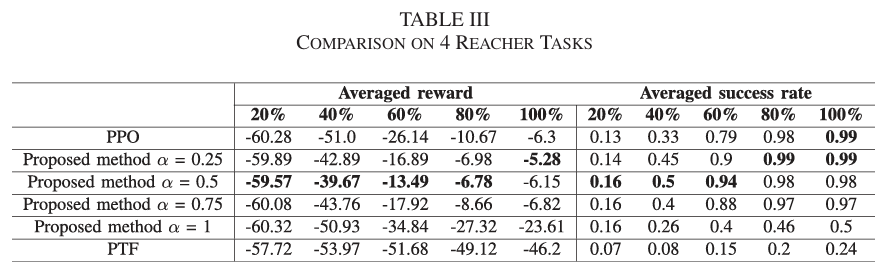 TABLE III
COMPARISON ON 4 REACHER TASKS
Averaged reward Averaged success rate
20% 40% 60% 80% 100% 20% 40% 60% 80% 100%
PPO -60.28 -51.0 -26.14 -10.67 -6.3 0.13 0.33 0.79 0.98 0.99
Proposed method α = 0.25 -59.89 -42.89 -16.89 -6.98 -5.28 0.14 0.45 0.9 0.99 0.99
Proposed method α = 0.5 -59.57 -39.67 -13.49 -6.78 -6.15 0.16 0.5 0.94 0.98 0.98
Proposed method α = 0.75 -60.08 -43.76 -17.92 -8.66 -6.82 0.16 0.4 0.88 0.97 0.97
Proposed method α = 1 -60.32 -50.93 -34.84 -27.32 -23.61 0.16 0.26 0.4 0.46 0.5
PTF -57.72 -53.97 -51.68 -49.12 -46.2 0.07 0.08 0.15 0.2 0.24